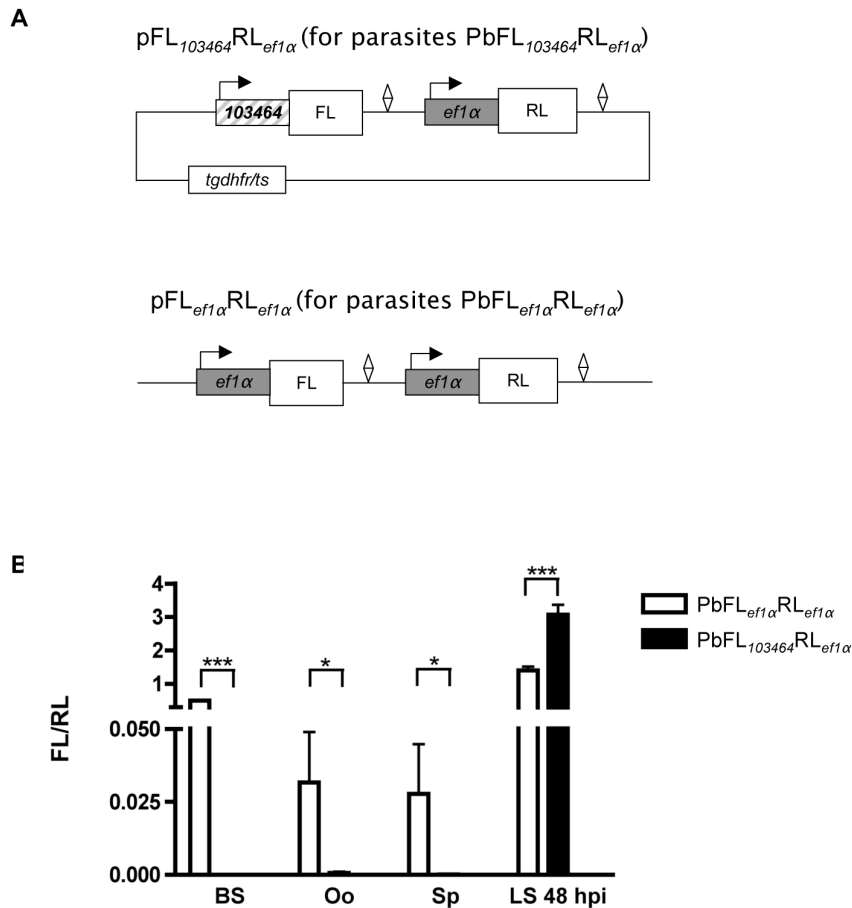 A
pFL103464RLef1α (for parasites PbFL103464RLef1α)
103464 FL ef1α RL
tgdhfr/ts
pFLef1αRLef1α (for parasites PbFLef1αRLef1α)
ef1α FL ef1α RL
B
4
3
2
1
0.050
0.025
0.000
FL/RL
*** * * ***
BS Oo Sp LS 48 hpi
PbFLef1αRLef1α
PbFL103464RLef1α